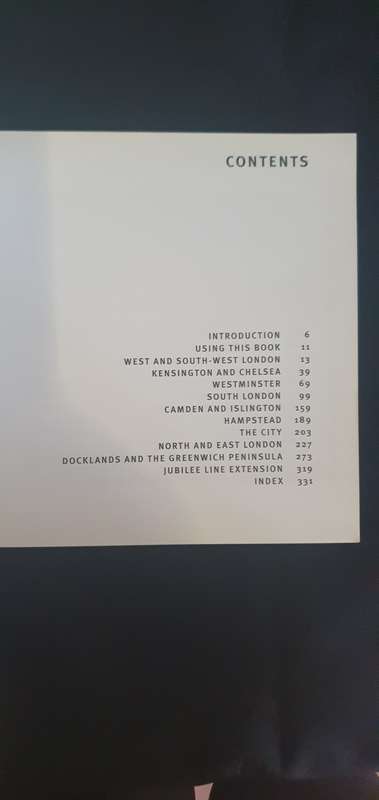 CONTENTS
INTRODUCTION 6
USING THIS BOOK 11
WEST AND SOUTH-WEST LONDON 13
KENSINGTON AND CHELSEA 39
WESTMINSTER 69
SOUTH LONDON 99
CAMDEN AND ISLINGTON 159
HAMPSTEAD 189
THE CITY 203
NORTH AND EAST LONDON 227
DOCKLANDS AND THE GREENWICH PENINSULA 273
JUBILEE LINE EXTENSION 319
INDEX 331